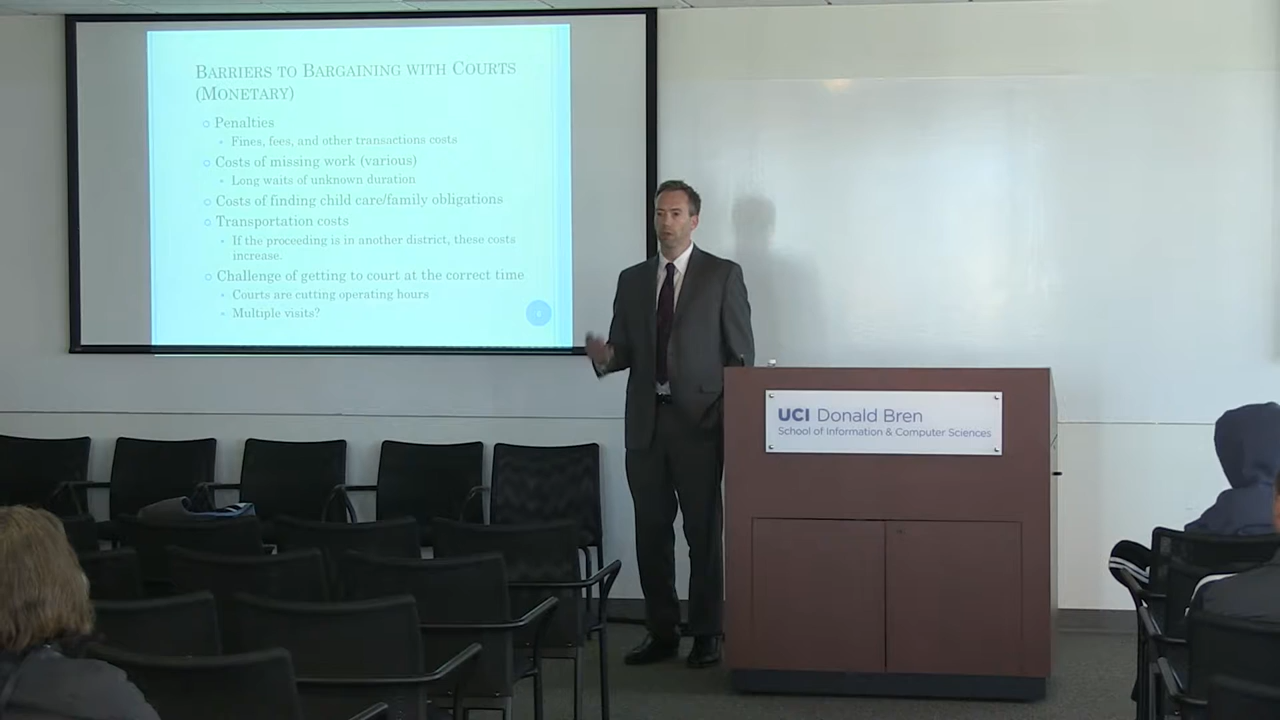 BARRIERS TO BARGAINING WITH COURTS
(MONETARY)
Penalties
Fines, fees, and other transactions costs
Costs of missing work (various)
Long waits of unknown duration
Costs of finding child care/family obligations
Transportation costs
If the proceeding is in another district, these costs
increase.
Challenge of getting to court at the correct time
Courts are cutting operating hours
Multiple visits?
4
UCI Donald Bren
School of Information & Computer Sciences